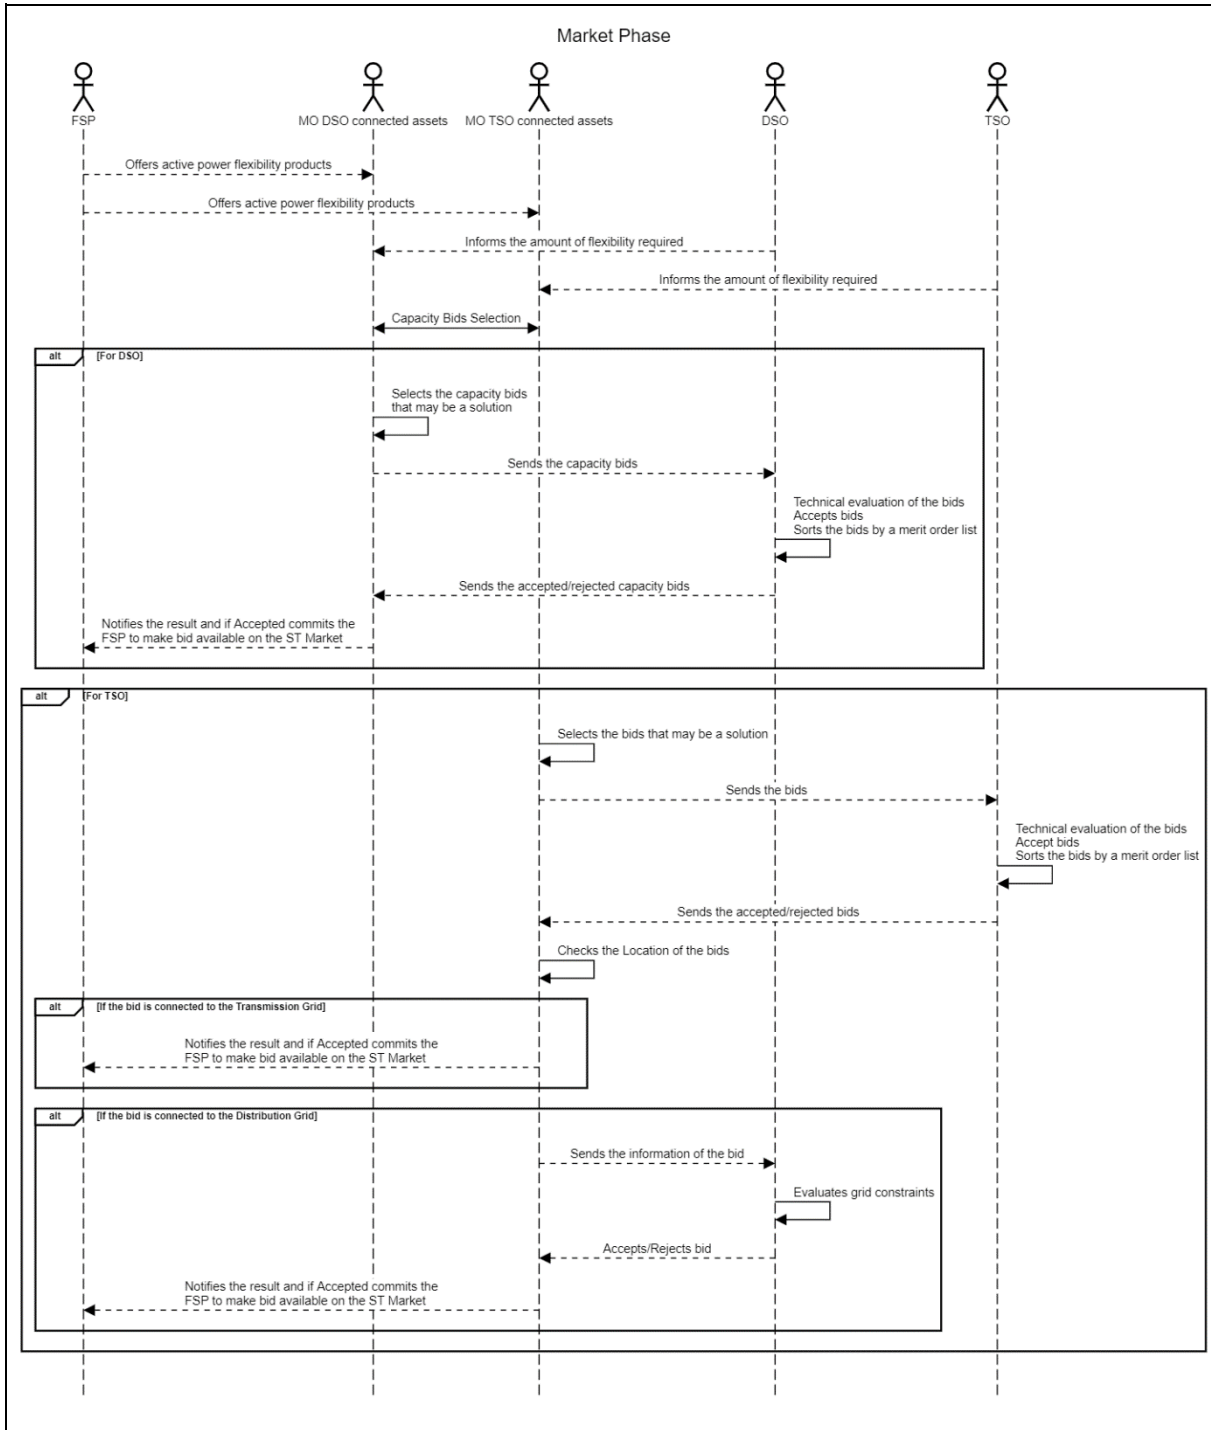 Market Phase
FSP
MO DSO connected assets
MO TSO connected assets
DSO
TSO
Offers active power flexibility products
Offers active power flexibility products
Informs the amount of flexibility required
Informs the amount of flexibility required
Capacity Bids Selection
alt
[For DSO]
Selects the capacity bids
that may be a solution
Sends the capacity bids
Technical evaluation of the bids
Accepts bids
Sorts the bids by a merit order list
Sends the accepted/rejected capacity bids
Notifies the result and if Accepted commits the
FSP to make bid available on the ST Market
alt
[For TSO]
Selects the bids that may be a solution
Sends the bids
Technical evaluation of the bids
Accept bids
Sorts the bids by a merit order list
Sends the accepted/rejected bids
Checks the Location of the bids
alt
[If the bid is connected to the Transmission Grid]
Notifies the result and if Accepted commits the
FSP to make bid available on the ST Market
alt
[If the bid is connected to the Distribution Grid]
Sends the information of the bid
Evaluates grid constraints
Accepts/Rejects bid
Notifies the result and if Accepted commits the
FSP to make bid available on the ST Market